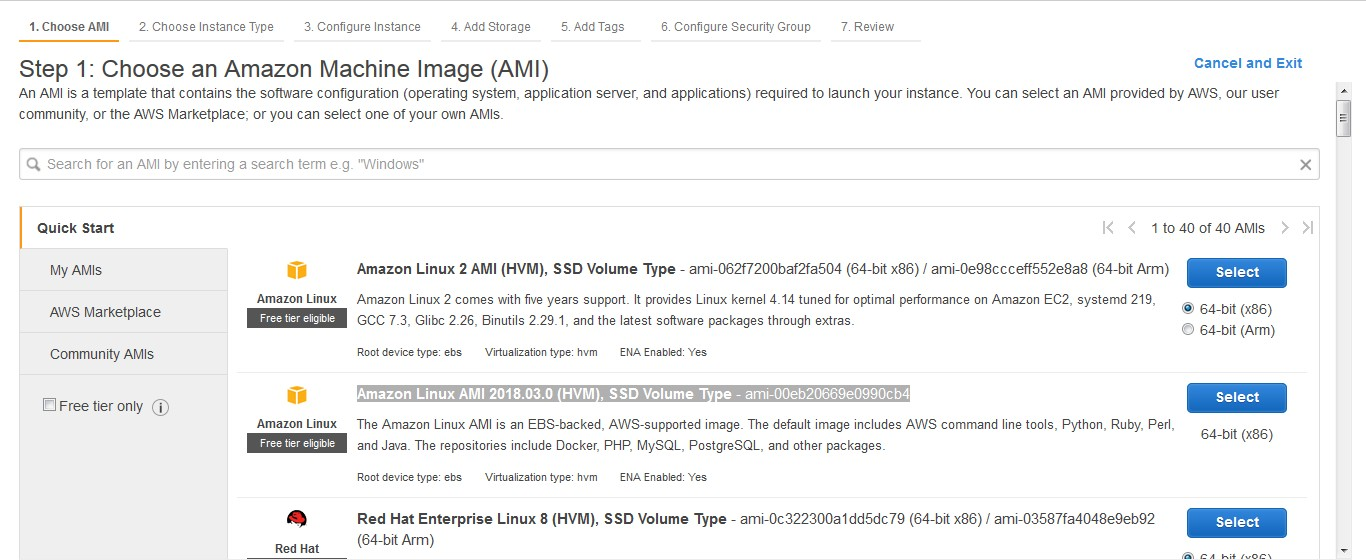 1. Choose AMI 2. Choose Instance Type 3. Configure Instance 4. Add Storage 5. Add Tags 6. Configure Security Group 7. Review
Step 1: Choose an Amazon Machine Image (AMI)
Cancel and Exit
An AMI is a template that contains the software configuration (operating system, application server, and applications) required to launch your instance. You can select an AMI provided by AWS, our user
community, or the AWS Marketplace; or you can select one of your own AMIs.
Search for an AMI by entering a search term e.g. "Windows"
Quick Start
My AMIs
AWS Marketplace
Community AMIs
Free tier only
1 to 40 of 40 AMIs
Amazon Linux
Free tier eligible
Amazon Linux 2 AMI (HVM), SSD Volume Type - ami-062f7200baf2fa504 (64-bit x86) / ami-0e98ccceff552e8a8 (64-bit Arm)
Amazon Linux 2 comes with five years support. It provides Linux kernel 4.14 tuned for optimal performance on Amazon EC2, systemd 219,
GCC 7.3, Glibc 2.26, Binutils 2.29.1, and the latest software packages through extras.
Root device type: ebs Virtualization type: hvm ENA Enabled: Yes
Select
64-bit (x86)
64-bit (Arm)
Amazon Linux
Free tier eligible
Amazon Linux AMI 2018.03.0 (HVM), SSD Volume Type - ami-00eb20669e0990cb4
The Amazon Linux AMI is an EBS-backed, AWS-supported image. The default image includes AWS command line tools, Python, Ruby, Perl,
and Java. The repositories include Docker, PHP, MySQL, PostgreSQL, and other packages.
Root device type: ebs Virtualization type: hvm ENA Enabled: Yes
Select
64-bit (x86)
Red Hat
Red Hat Enterprise Linux 8 (HVM), SSD Volume Type - ami-0c322300a1dd5dc79 (64-bit x86) / ami-03587fa4048e9eb92
(64-bit Arm)
Select
64-bit (x86)